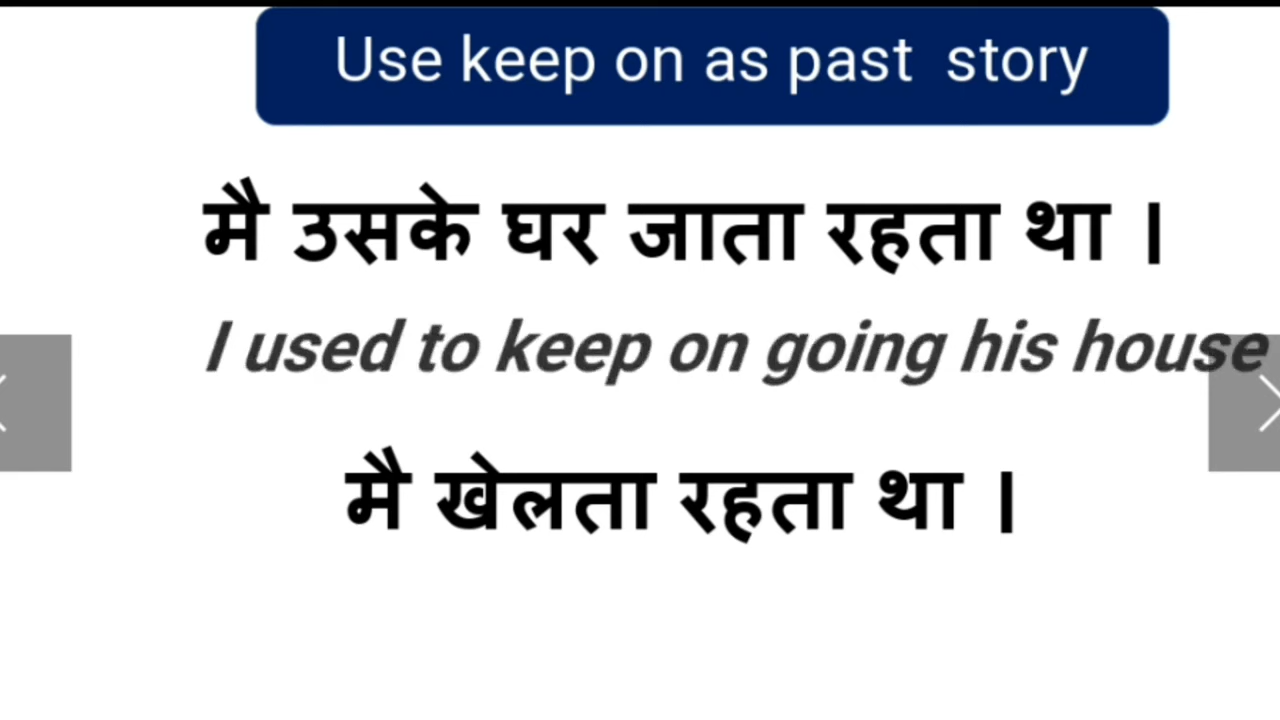 Use keep on as past story
मै उसके घर जाता रहता था ।
I used to keep on going his house
मै खेलता रहता था ।